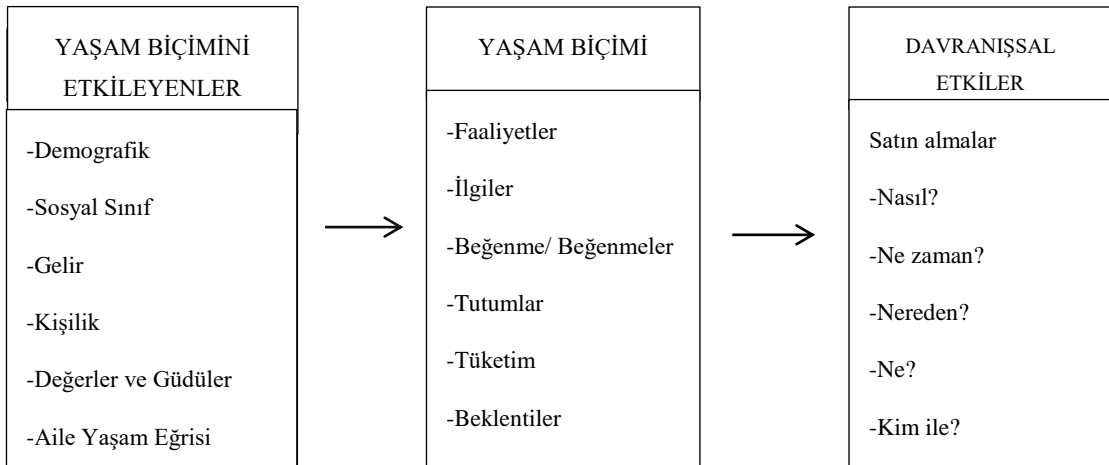 YAŞAM BİÇİMİNİ
ETKİLEYENLER
-Demografik
-Sosyal Sınıf
-Gelir
-Kişilik
-Değerler ve Güdüler
-Aile Yaşam Eğrisi
YAŞAM BİÇİMİ
-Faaliyetler
-İlgiler
-Beğenme/ Beğenmeler
-Tutumlar
-Tüketim
-Beklentiler
DAVRANIŞSAL
ETKİLER
Satın almalar
-Nasıl?
-Ne zaman?
-Nereden?
-Ne?
-Kim ile?